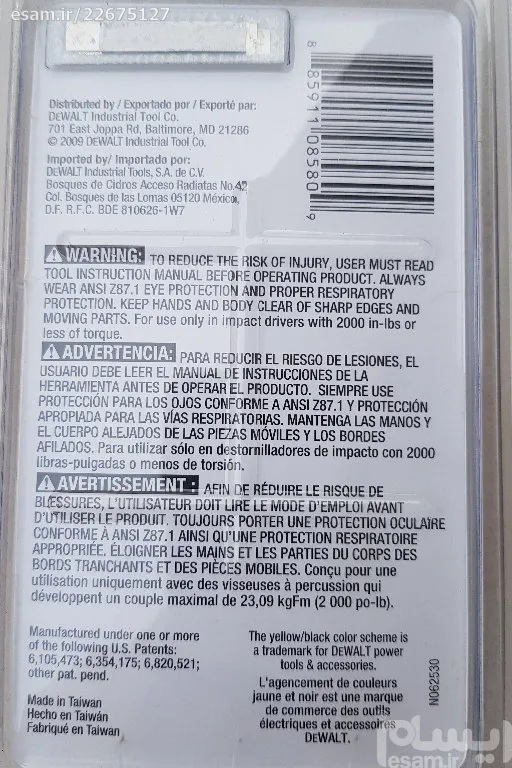 esam.ir/22675127
8 85911 08580 9
Distributed by / Exportado por / Exporté par:
DEWALT Industrial Tool Co.
701 East Joppa Rd, Baltimore, MD 21286
© 2009 DEWALT Industrial Tool Co.
Imported by/ Importado por:
DEWALT Industrial Tools, S.A. de C.V.
Bosques de Cidros Acceso Radiatas No.42
Col. Bosques de las Lomas 05120 México,
D.F. R.F.C. BDE 810626-1W7
WARNING: TO REDUCE THE RISK OF INJURY, USER MUST READ
TOOL INSTRUCTION MANUAL BEFORE OPERATING PRODUCT. ALWAYS
WEAR ANSI Z87.1 EYE PROTECTION AND PROPER RESPIRATORY
PROTECTION. KEEP HANDS AND BODY CLEAR OF SHARP EDGES AND
MOVING PARTS. For use only in impact drivers with 2000 in-lbs or
less of torque.
ADVERTENCIA: PARA REDUCIR EL RIESGO DE LESIONES, EL
USUARIO DEBE LEER EL MANUAL DE INSTRUCCIONES DE LA
HERRAMIENTA ANTES DE OPERAR EL PRODUCTO. SIEMPRE USE
PROTECCIÓN PARA LOS OJOS CONFORME A ANSI Z87.1 Y PROTECCIÓN
APROPIADA PARA LAS VÍAS RESPIRATORIAS. MANTENGA LAS MANOS Y
EL CUERPO ALEJADOS DE LAS PIEZAS MÓVILES Y LOS BORDES
AFILADOS. Para utilizar sólo en destornilladores de impacto con 2000
libras-pulgadas o menos de torsión.
AVERTISSEMENT : AFIN DE RÉDUIRE LE RISQUE DE
BLESSURES, L'UTILISATEUR DOIT LIRE LE MODE D'EMPLOI AVANT
D'UTILISER LE PRODUIT. TOUJOURS PORTER UNE PROTECTION OCULAIRE
CONFORME À ANSI Z87.1 AINSI QU'UNE PROTECTION RESPIRATOIRE
APPROPRIÉE. ÉLOIGNER LES MAINS ET LES PARTIES DU CORPS DES
BORDS TRANCHANTS ET DES PIÈCES MOBILES. Conçu pour une
utilisation uniquement avec des visseuses à percussion qui
développent un couple maximal de 23,09 kgFm (2 000 po-lb).
Manufactured under one or more
of the following U.S. Patents:
6,105,473; 6,354,175; 6,820,521;
other pat. pend.
Made in Taiwan
Hecho en Taiwán
Fabriqué en Taiwan
The yellow/black color scheme is
a trademark for DEWALT power
tools & accessories.
L'agencement de couleurs
jaune et noir est une marque
de commerce des outils
électriques et accessoires
DEWALT.
N062530
ایسام
esam.ir